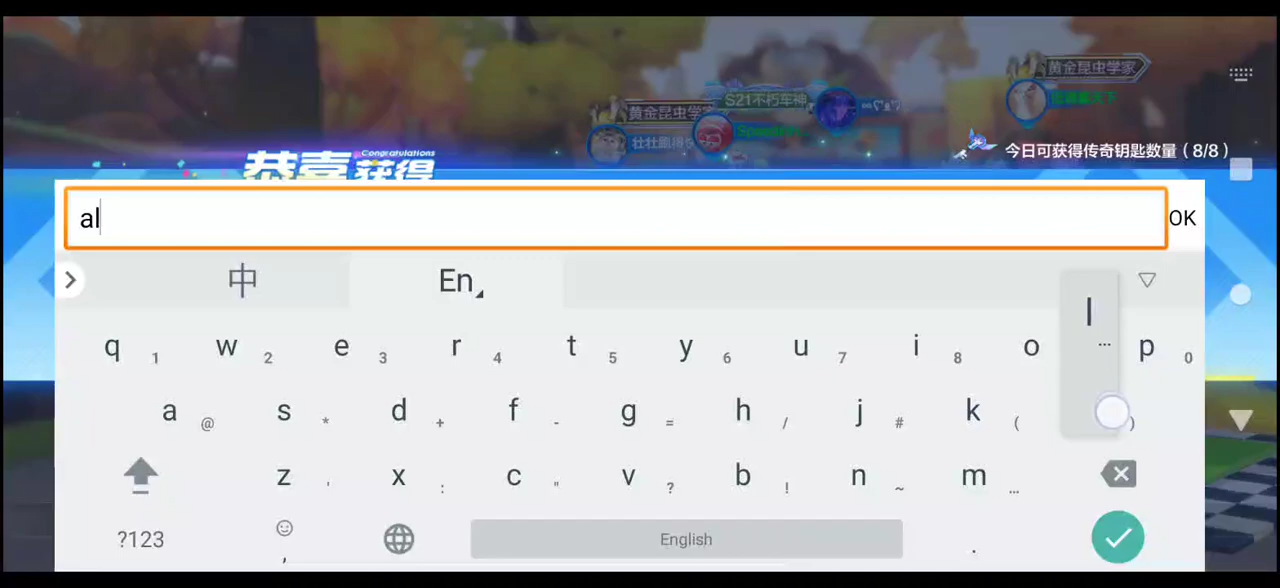 黄金昆虫学家
黄金昆虫学家
S21不朽车神
今日可获得传奇钥匙数量（8/8）
Congratulations
恭喜获得
al
OK
中
En
l
...
q 1 w 2 e 3 r 4 t 5 y 6 u 7 i 8 o p 0
a @ s * d + f - g = h / j # k ( )
z ' x : c " v ? b ! n ~ m ...
?123 , English .